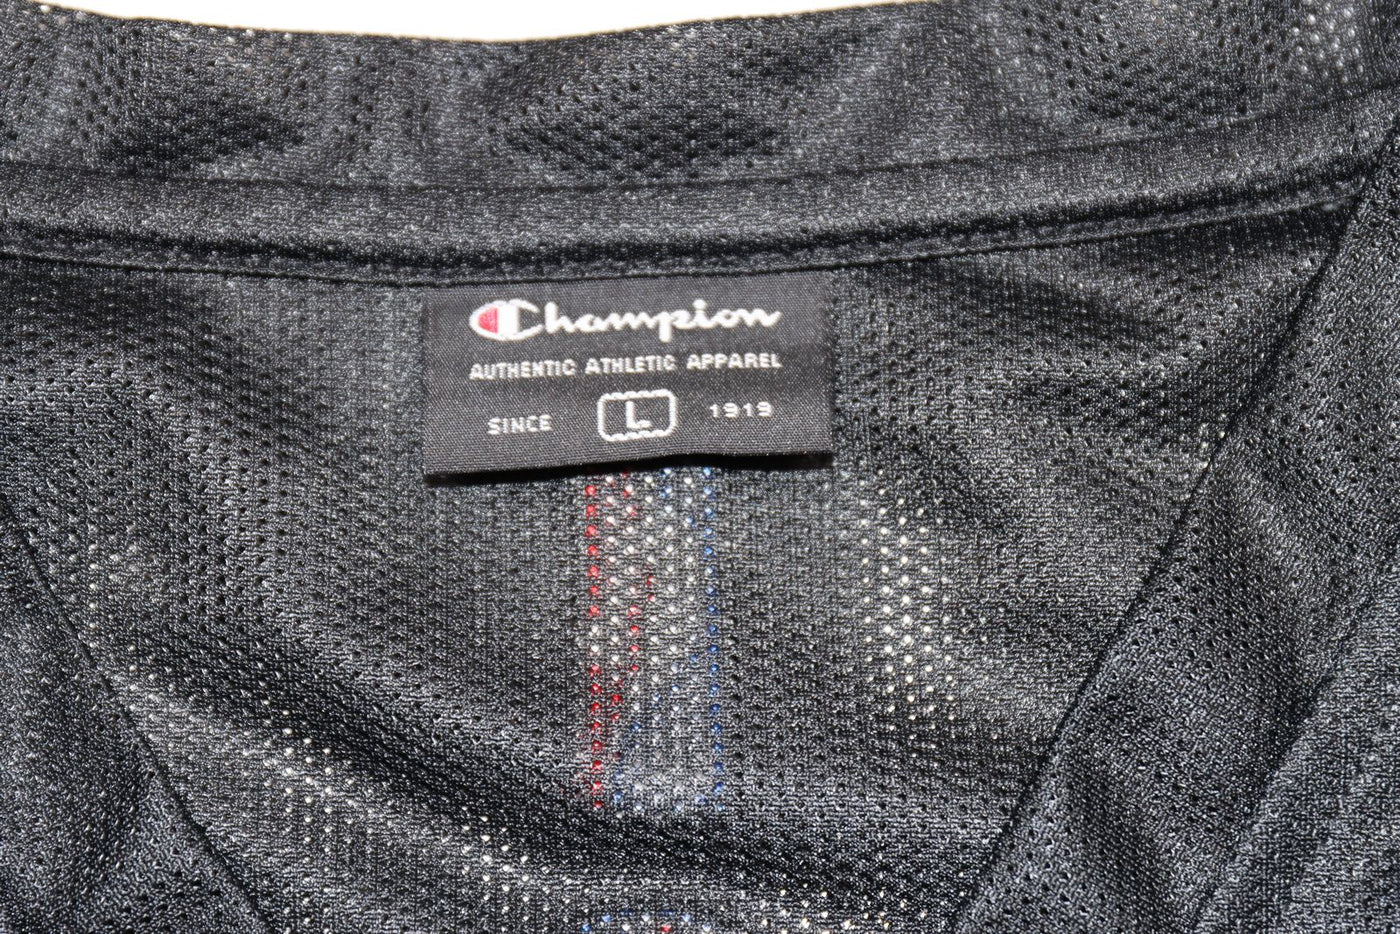 Champion
AUTHENTIC ATHLETIC APPAREL
SINCE L 1919